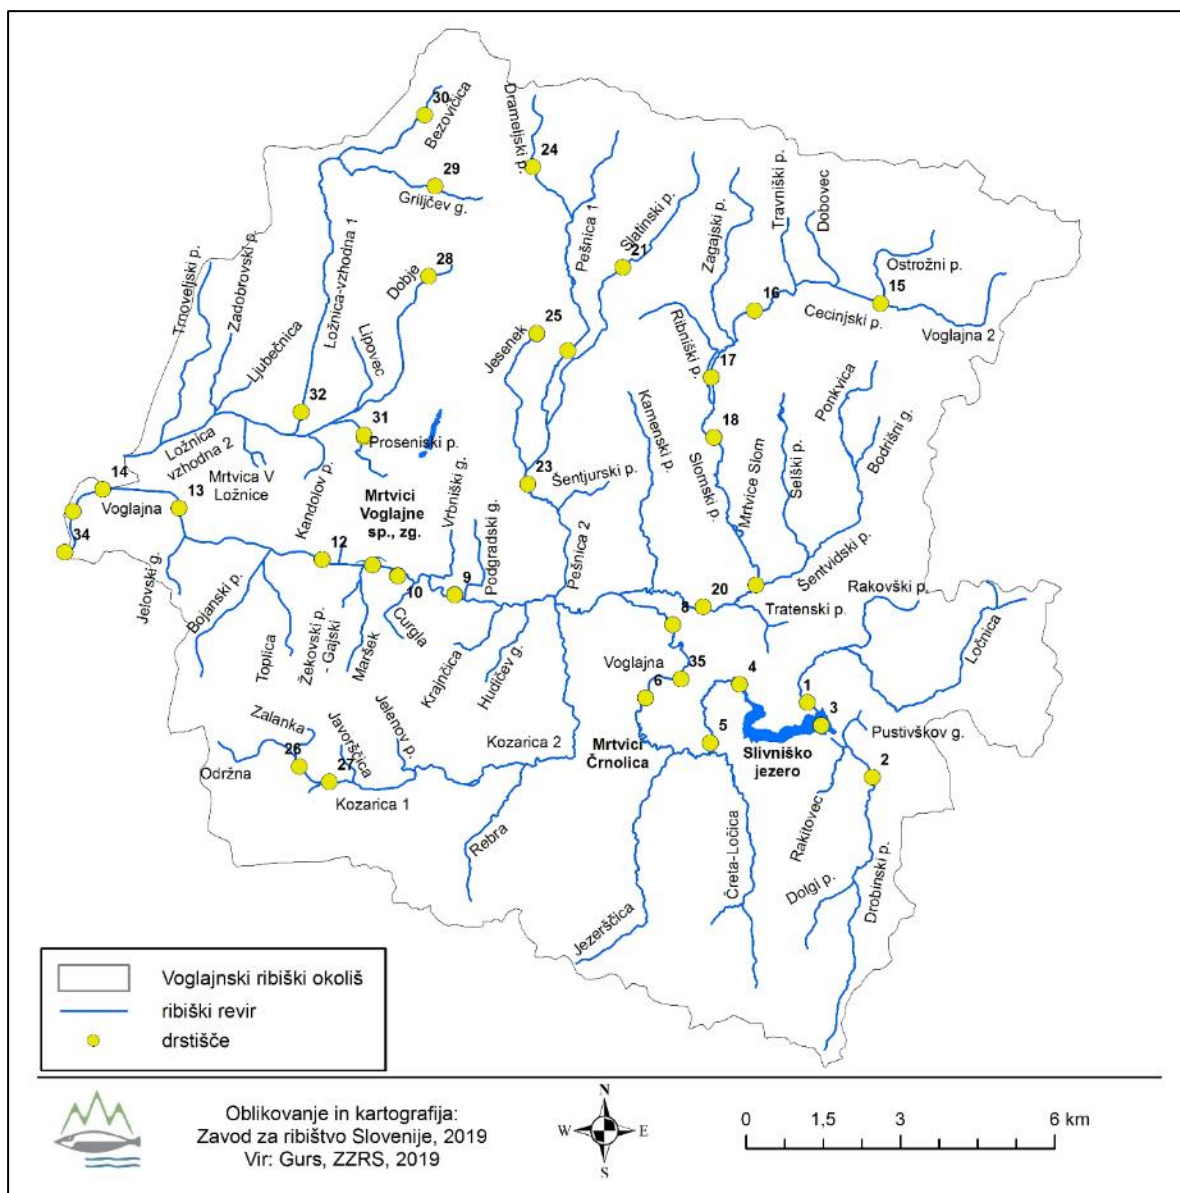 30
Bezovičica
Drameljski p.
24
29
Griljčev g.
Pešnica 1
Slatinski p.
21
Zagajski p.
Travniški p.
Dobovec
Ostrožni p.
15
16
Cecinjski p.
Voglajna 2
Trnoveljski p.
Zadobrovski p.
Ljubečnica
Ložnica-vzhodna 1
28
Dobje
Lipovec
25
Jesenek
Ribniški p.
17
18
Ponkvica
Bodrišni g.
Kamenski p.
Slomski p.
Mrtvice Slom
Selški p.
32
31
Proseniski p.
Ložnica
vzhodna 2
Mrtvica V
Ložnice
Kandolov p.
14
Voglajna
13
34
Mrtvici
Voglajne
sp., zg.
Vrbniški g.
Podgradski g.
23
Šentjurski p.
Pešnica 2
Šentvidski p.
Rakovški p.
Ločnica
12
10
9
20
Tratenski p.
8
Jelovski g.
Bojanski p.
Toplica
Žekovski p.
- Gajski
Maršek
Curgla
Krajnčica
Hudičev g.
Voglajna
35
6
4
1
3
5
Mrtvici
Črnolica
Slivniško
jezero
Pustivškov g.
2
Zalanka
Javorščica
Jelenov p.
Kozarica 2
26
27
Održna
Kozarica 1
Rebra
Rakitovec
Dolgi p.
Drobinski p.
Čreta-Ločica
Jezerščica
Voglajnski ribiški okoliš
ribiški revir
drstišče
Oblikovanje in kartografija:
Zavod za ribištvo Slovenije, 2019
Vir: Gurs, ZZRS, 2019
N
W E
S
0 1,5 3 6 km